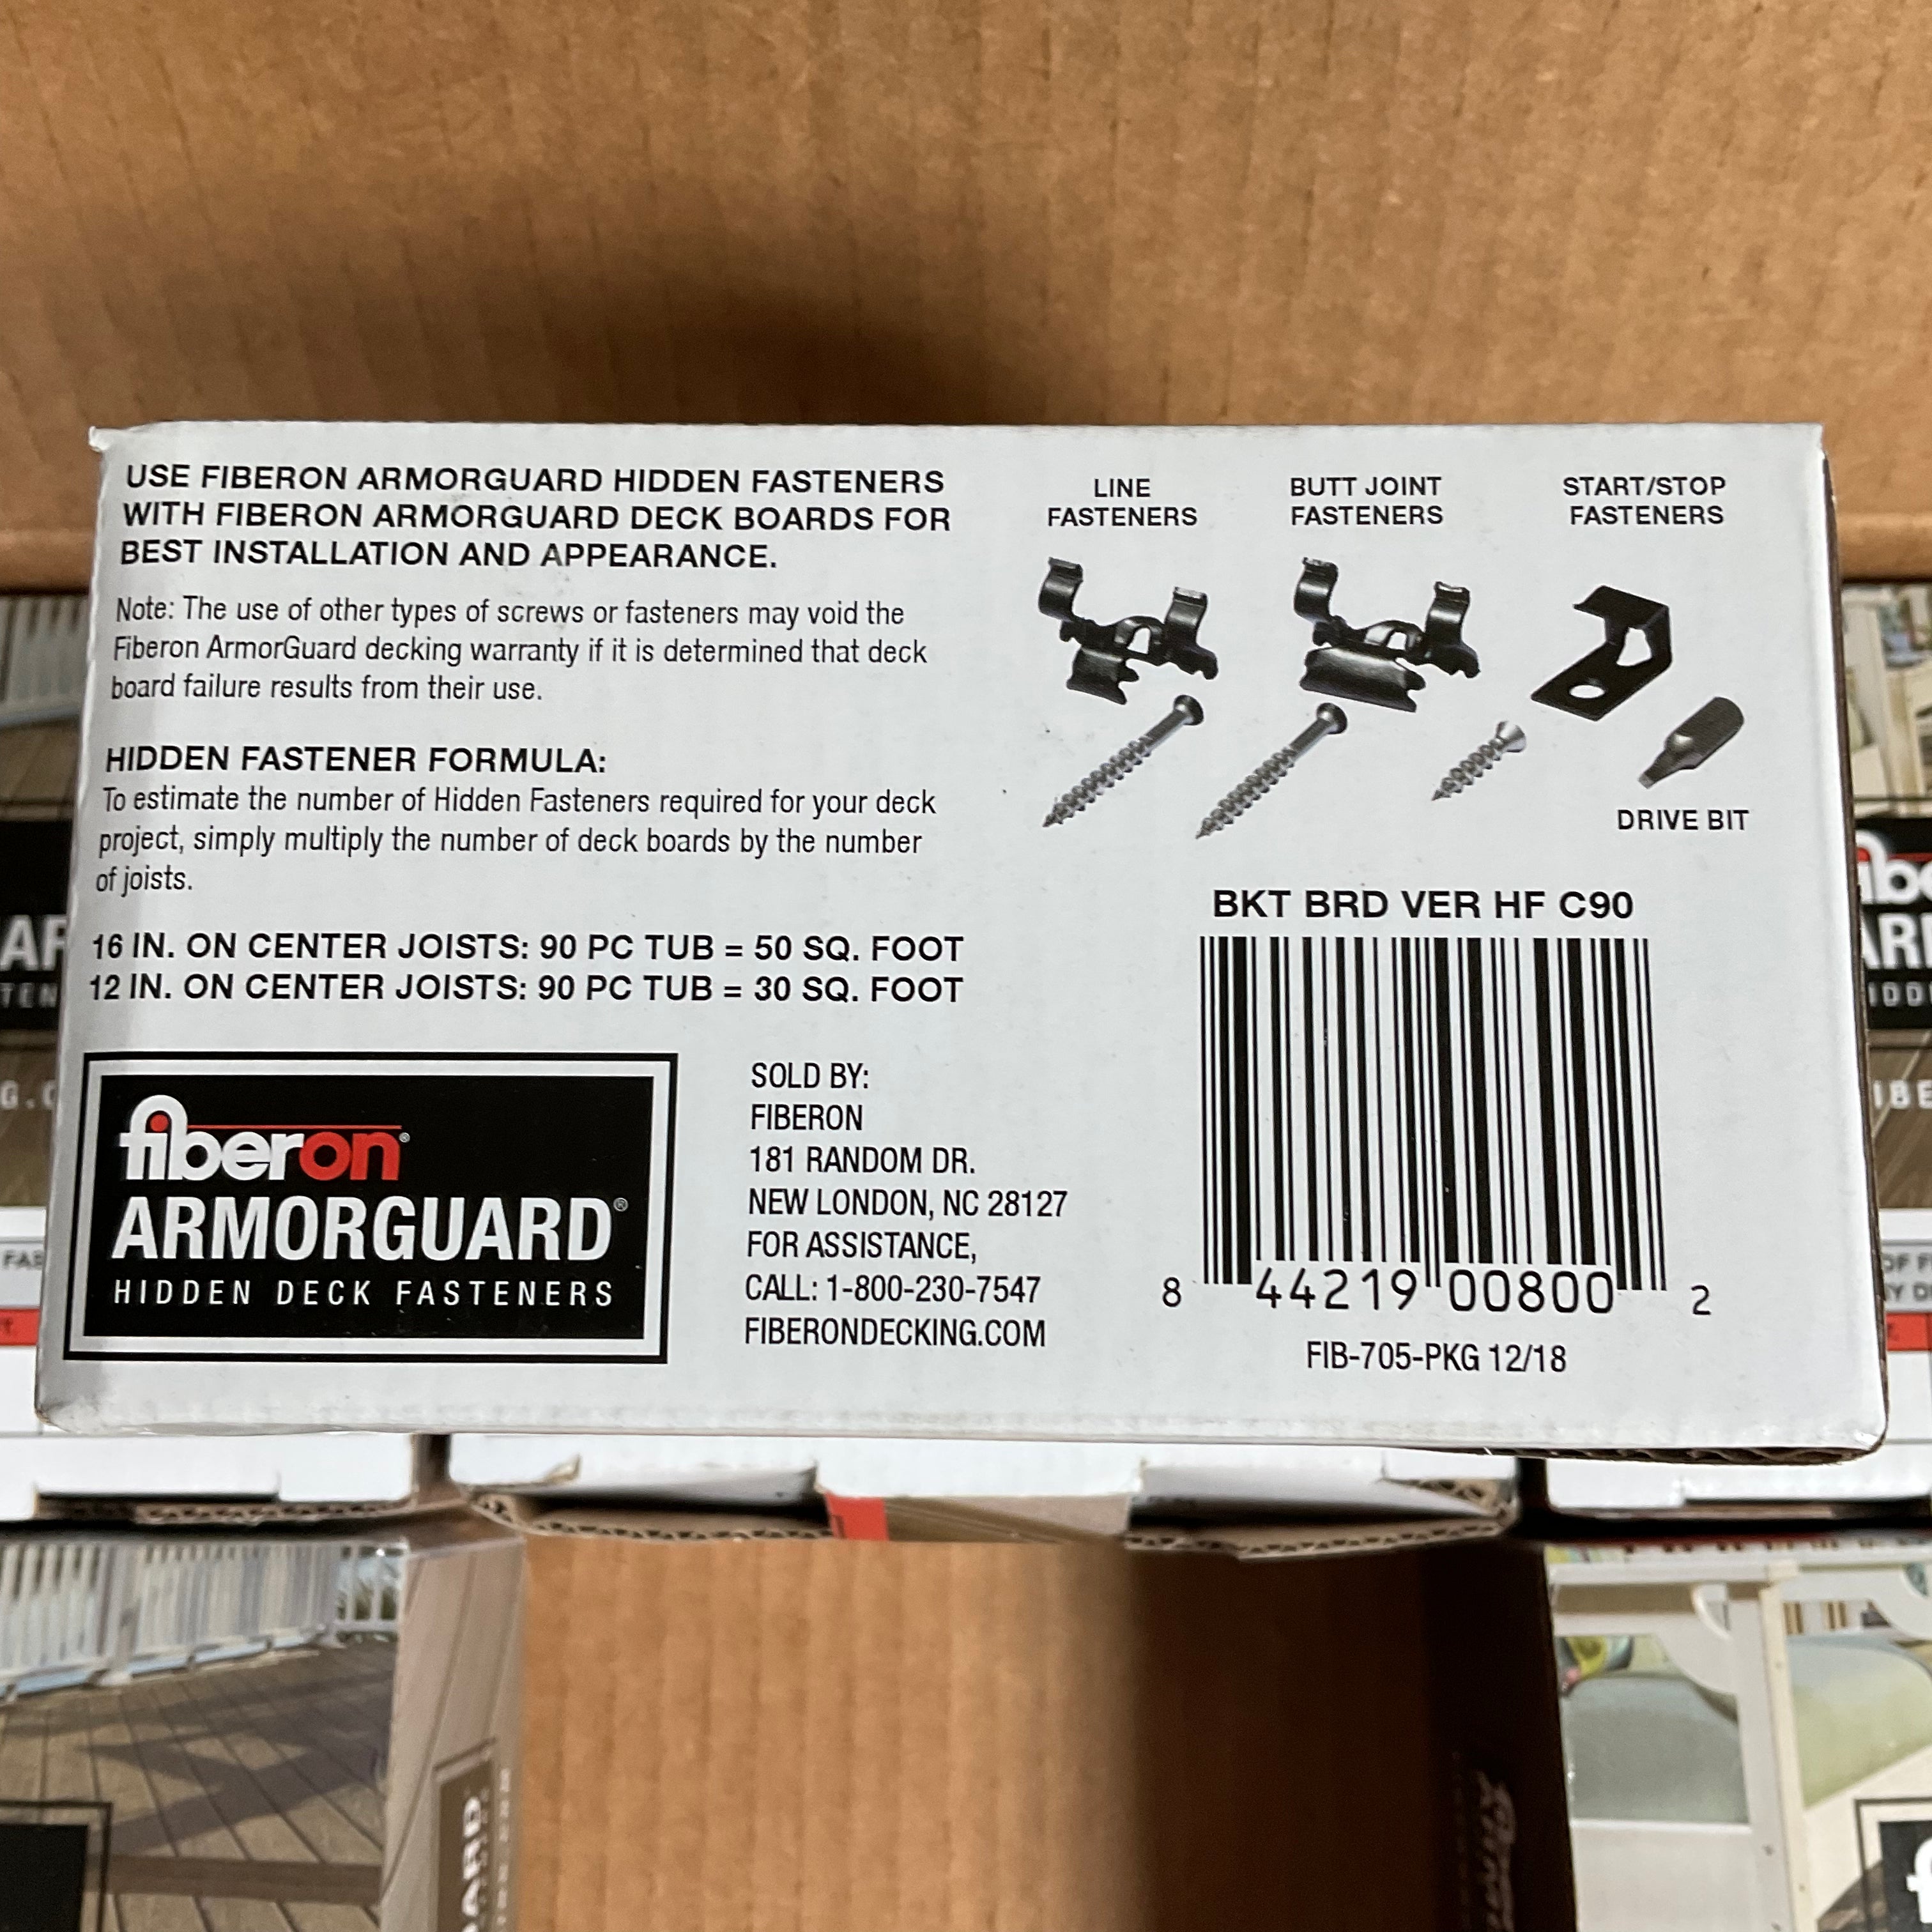 USE FIBERON ARMORGUARD HIDDEN FASTENERS
WITH FIBERON ARMORGUARD DECK BOARDS FOR
BEST INSTALLATION AND APPEARANCE.
Note: The use of other types of screws or fasteners may void the
Fiberon ArmorGuard decking warranty if it is determined that deck
board failure results from their use.
HIDDEN FASTENER FORMULA:
To estimate the number of Hidden Fasteners required for your deck
project, simply multiply the number of deck boards by the number
of joists.
16 IN. ON CENTER JOISTS: 90 PC TUB = 50 SQ. FOOT
12 IN. ON CENTER JOISTS: 90 PC TUB = 30 SQ. FOOT
fiberon®
ARMORGUARD®
HIDDEN DECK FASTENERS
SOLD BY:
FIBERON
181 RANDOM DR.
NEW LONDON, NC 28127
FOR ASSISTANCE,
CALL: 1-800-230-7547
FIBERONDECKING.COM
LINE
FASTENERS
BUTT JOINT
FASTENERS
START/STOP
FASTENERS
DRIVE BIT
BKT BRD VER HF C90
8 44219 00800 2
FIB-705-PKG 12/18